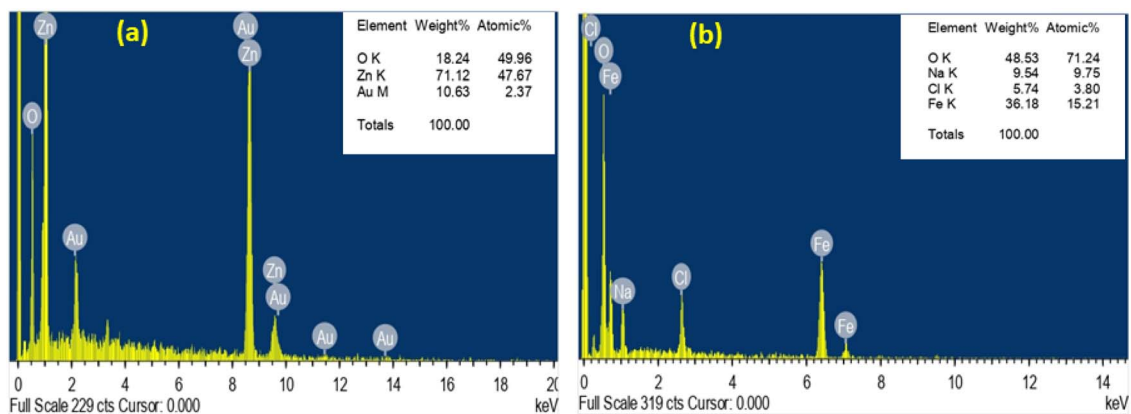 (a)
Element Weight% Atomic%
O K 18.24 49.96
Zn K 71.12 47.67
Au M 10.63 2.37
Totals 100.00
Zn
Au
Zn
O
Au
Zn
Au
Au
Au
0 2 4 6 8 10 12 14 16 18 20
Full Scale 229 cts Cursor: 0.000 keV
(b)
Element Weight% Atomic%
O K 48.53 71.24
Na K 9.54 9.75
Cl K 5.74 3.80
Fe K 36.18 15.21
Totals 100.00
Cl
O
Fe
Na
Cl
Fe
Fe
0 2 4 6 8 10 12 14
Full Scale 319 cts Cursor: 0.000 keV